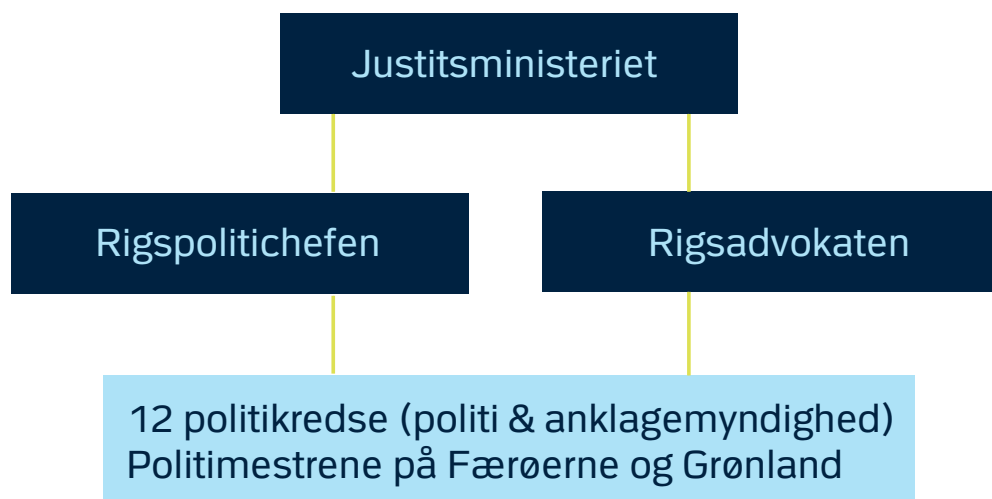 Justitsministeriet
Rigspolitichefen
Rigsadvokaten
12 politikredse (politi & anklagemyndighed)
Politimestrene på Færøerne og Grønland